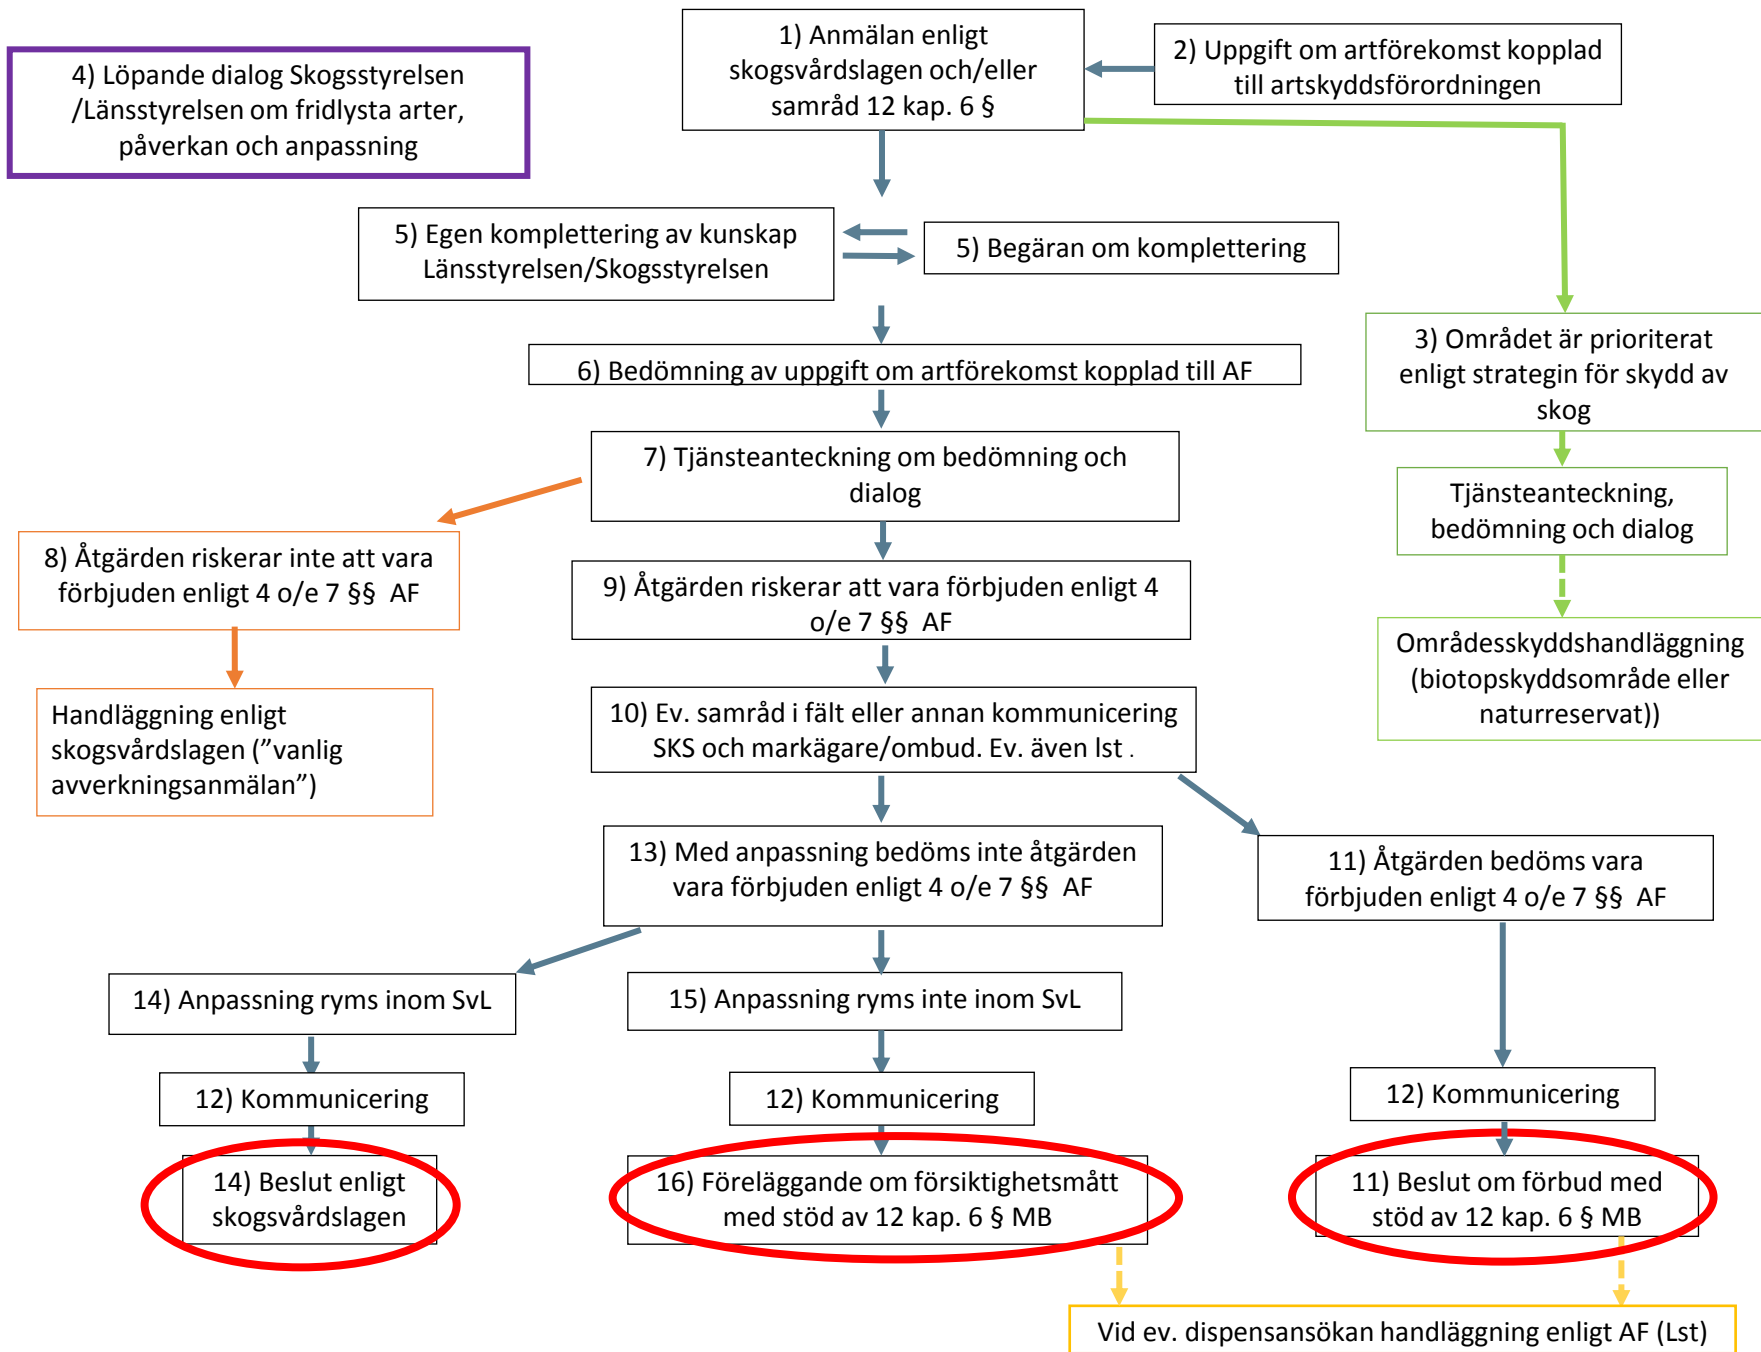 1) Anmälan enligt
skogsvårdslagen och/eller
samråd 12 kap. 6 §
2) Uppgift om artförekomst kopplad
till artskyddsförordningen
4) Löpande dialog Skogsstyrelsen
/Länsstyrelsen om fridlysta arter,
påverkan och anpassning
5) Egen komplettering av kunskap
Länsstyrelsen/Skogsstyrelsen
5) Begäran om komplettering
3) Området är prioriterat
enligt strategin för skydd av
skog
6) Bedömning av uppgift om artförekomst kopplad till AF
7) Tjänsteanteckning om bedömning och
dialog
Tjänsteanteckning,
bedömning och dialog
8) Åtgärden riskerar inte att vara
förbjuden enligt 4 o/e 7 §§ AF
9) Åtgärden riskerar att vara förbjuden enligt 4
o/e 7 §§ AF
Områdesskyddshandläggning
(biotopskyddsområde eller
naturreservat))
Handläggning enligt
skogsvårdslagen (”vanlig
avverkningsanmälan”)
10) Ev. samråd i fält eller annan kommunicering
SKS och markägare/ombud. Ev. även lst .
13) Med anpassning bedöms inte åtgärden
vara förbjuden enligt 4 o/e 7 §§ AF
11) Åtgärden bedöms vara
förbjuden enligt 4 o/e 7 §§ AF
14) Anpassning ryms inom SvL
15) Anpassning ryms inte inom SvL
12) Kommunicering
12) Kommunicering
12) Kommunicering
14) Beslut enligt
skogsvårdslagen
16) Föreläggande om försiktighetsmått
med stöd av 12 kap. 6 § MB
11) Beslut om förbud med
stöd av 12 kap. 6 § MB
Vid ev. dispensansökan handläggning enligt AF (Lst)